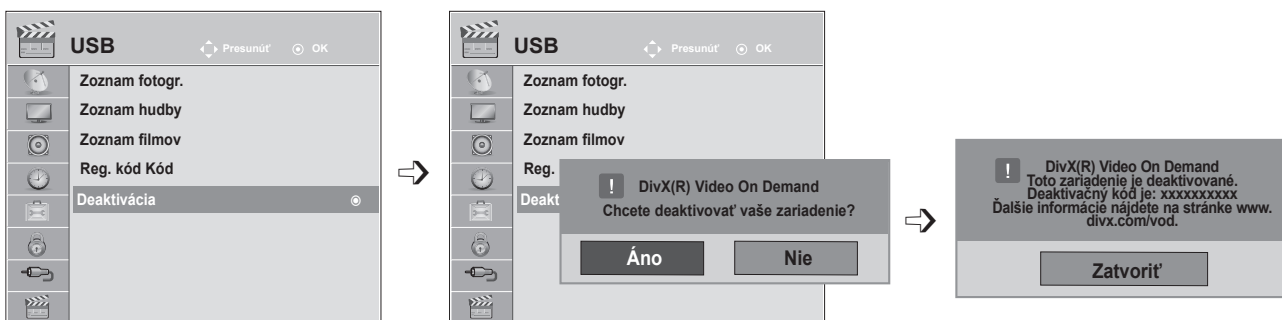 USB Presunúť OK
Zoznam fotogr.
Zoznam hudby
Zoznam filmov
Reg. kód Kód
Deaktivácia
USB Presunúť OK
Zoznam fotogr.
Zoznam hudby
Zoznam filmov
Reg.
Deakt
! DivX(R) Video On Demand
Chcete deaktivovať vaše zariadenie?
Áno Nie
! DivX(R) Video On Demand
Toto zariadenie je deaktivované.
Deaktivačný kód je: xxxxxxxxxx
Ďalšie informácie nájdete na stránke www.
divx.com/vod.
Zatvoriť